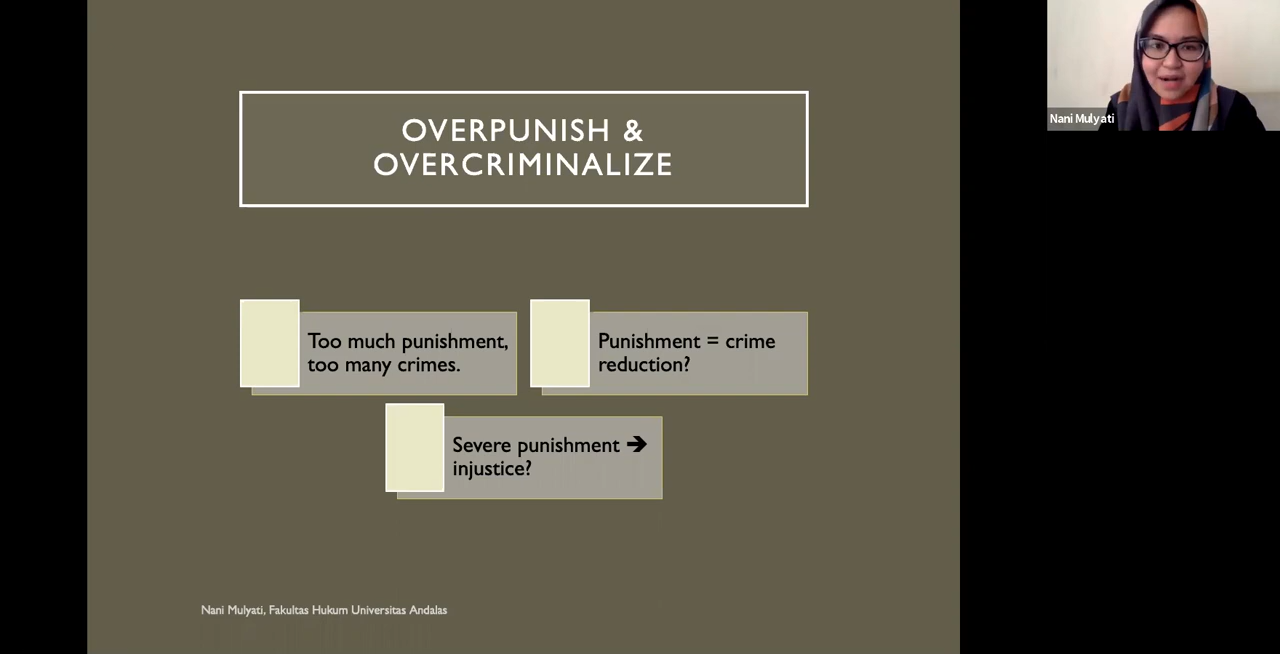 OVERPUNISH &
OVERCRIMINALIZE
Too much punishment,
too many crimes.
Punishment = crime
reduction?
Severe punishment ➔
injustice?
Nani Mulyati, Fakultas Hukum Universitas Andalas
Nani Mulyati